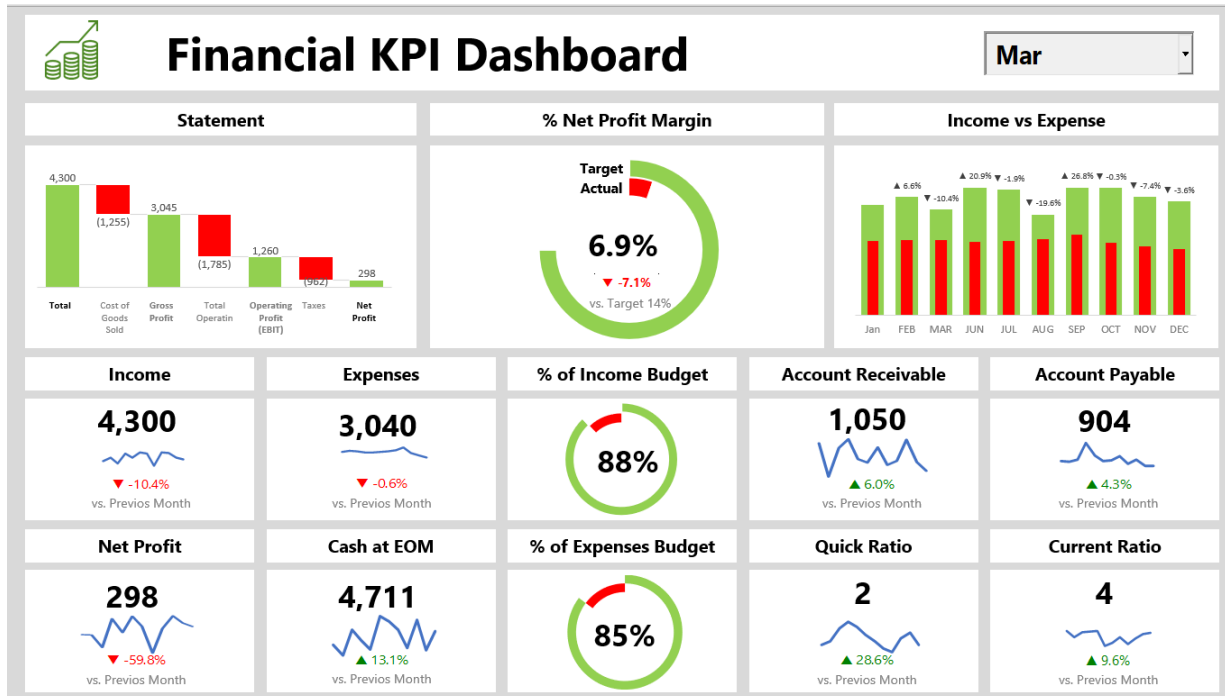 Financial KPI Dashboard
Mar
Statement
% Net Profit Margin
Income vs Expense
4,300
(1,255)
3,045
(1,785)
1,260
(962)
298
Total
Cost of
Goods
Sold
Gross
Profit
Total
Operatin
Operating
Profit
(EBIT)
Taxes
Net
Profit
Target
Actual
6.9%
▼ -7.1%
vs. Target 14%
▲ 6.6%
▼ -10.4%
▲ 20.9%
▼ -1.9%
▼ -19.6%
▲ 26.8%
▼ -0.3%
▼ -7.4%
▼ -3.6%
Jan FEB MAR JUN JUL AUG SEP OCT NOV DEC
Income
Expenses
% of Income Budget
Account Receivable
Account Payable
4,300
▼ -10.4%
vs. Previos Month
3,040
▼ -0.6%
vs. Previos Month
88%
1,050
▲ 6.0%
vs. Previos Month
904
▲ 4.3%
vs. Previos Month
Net Profit
Cash at EOM
% of Expenses Budget
Quick Ratio
Current Ratio
298
▼ -59.8%
vs. Previos Month
4,711
▲ 13.1%
vs. Previos Month
85%
2
▲ 28.6%
vs. Previos Month
4
▲ 9.6%
vs. Previos Month